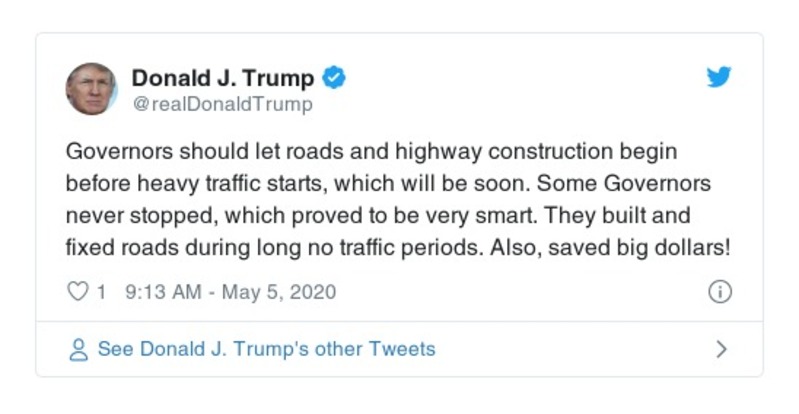 Donald J. Trump
@realDonaldTrump
Governors should let roads and highway construction begin
before heavy traffic starts, which will be soon. Some Governors
never stopped, which proved to be very smart. They built and
fixed roads during long no traffic periods. Also, saved big dollars!
1 9:13 AM - May 5, 2020
See Donald J. Trump's other Tweets